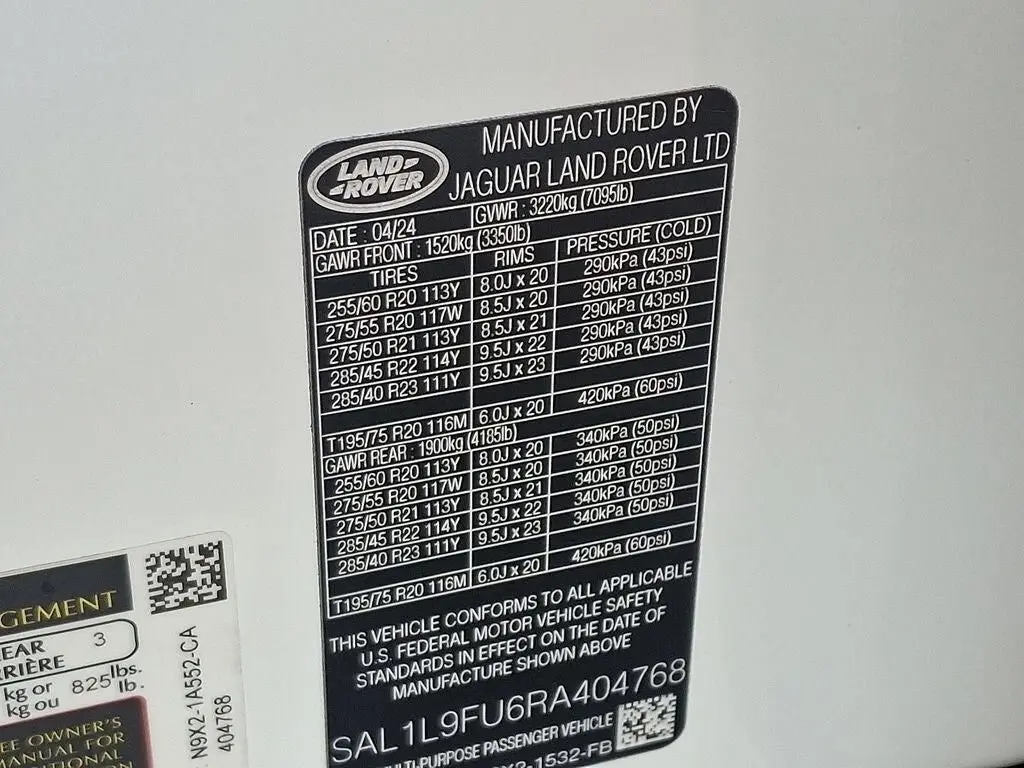 LAND-
-ROVER
MANUFACTURED BY
JAGUAR LAND ROVER LTD
DATE : 04/24 GVWR : 3220kg (7095lb)
GAWR FRONT : 1520kg (3350lb)
TIRES RIMS PRESSURE (COLD)
255/60 R20 113Y 8.0J x 20 290kPa (43psi)
275/55 R20 117W 8.5J x 20 290kPa (43psi)
275/50 R21 113Y 8.5J x 21 290kPa (43psi)
285/45 R22 114Y 9.5J x 22 290kPa (43psi)
285/40 R23 111Y 9.5J x 23 290kPa (43psi)
T195/75 R20 116M 6.0J x 20 420kPa (60psi)
GAWR REAR : 1900kg (4185lb)
255/60 R20 113Y 8.0J x 20 340kPa (50psi)
275/55 R20 117W 8.5J x 20 340kPa (50psi)
275/50 R21 113Y 8.5J x 21 340kPa (50psi)
285/45 R22 114Y 9.5J x 22 340kPa (50psi)
285/40 R23 111Y 9.5J x 23 340kPa (50psi)
T195/75 R20 116M 6.0J x 20 420kPa (60psi)
THIS VEHICLE CONFORMS TO ALL APPLICABLE
U.S. FEDERAL MOTOR VEHICLE SAFETY
STANDARDS IN EFFECT ON THE DATE OF
MANUFACTURE SHOWN ABOVE
SAL1L9FU6RA404768
MULTI-PURPOSE PASSENGER VEHICLE
X2-1532-FB
GEMENT
EAR 3
RRIÈRE
kg or 825 lbs.
kg ou lb.
EE OWNER'S
MANUAL FOR
DITIONAL
N9X2-1A552-CA
404768